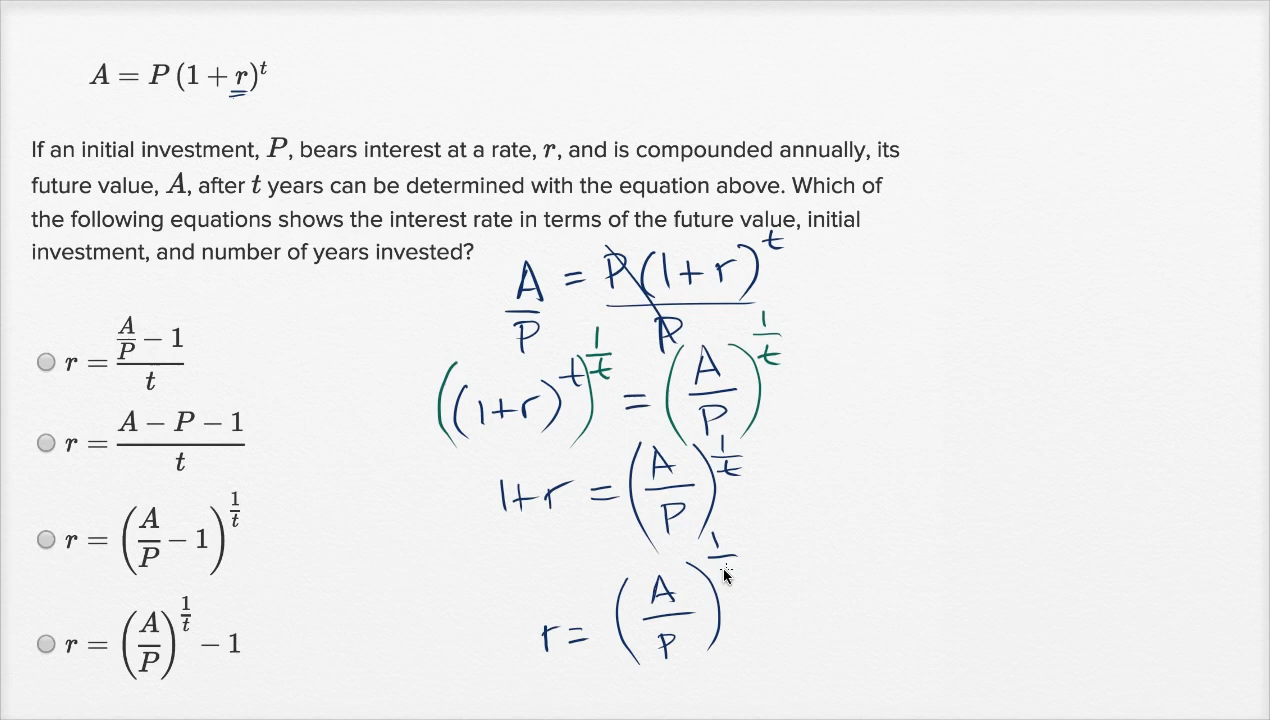 A = P (1 + r)^t
If an initial investment, P, bears interest at a rate, r, and is compounded annually, its
future value, A, after t years can be determined with the equation above. Which of
the following equations shows the interest rate in terms of the future value, initial
investment, and number of years invested?
r = (A/P − 1)/t
r = (A − P − 1)/t
r = (A/P − 1)^(1/t)
r = (A/P)^(1/t) − 1
A/P = P(1+r)^t/P
((1+r)^t)^(1/t) = (A/P)^(1/t)
1+r = (A/P)^(1/t)
r = (A/P)^1/